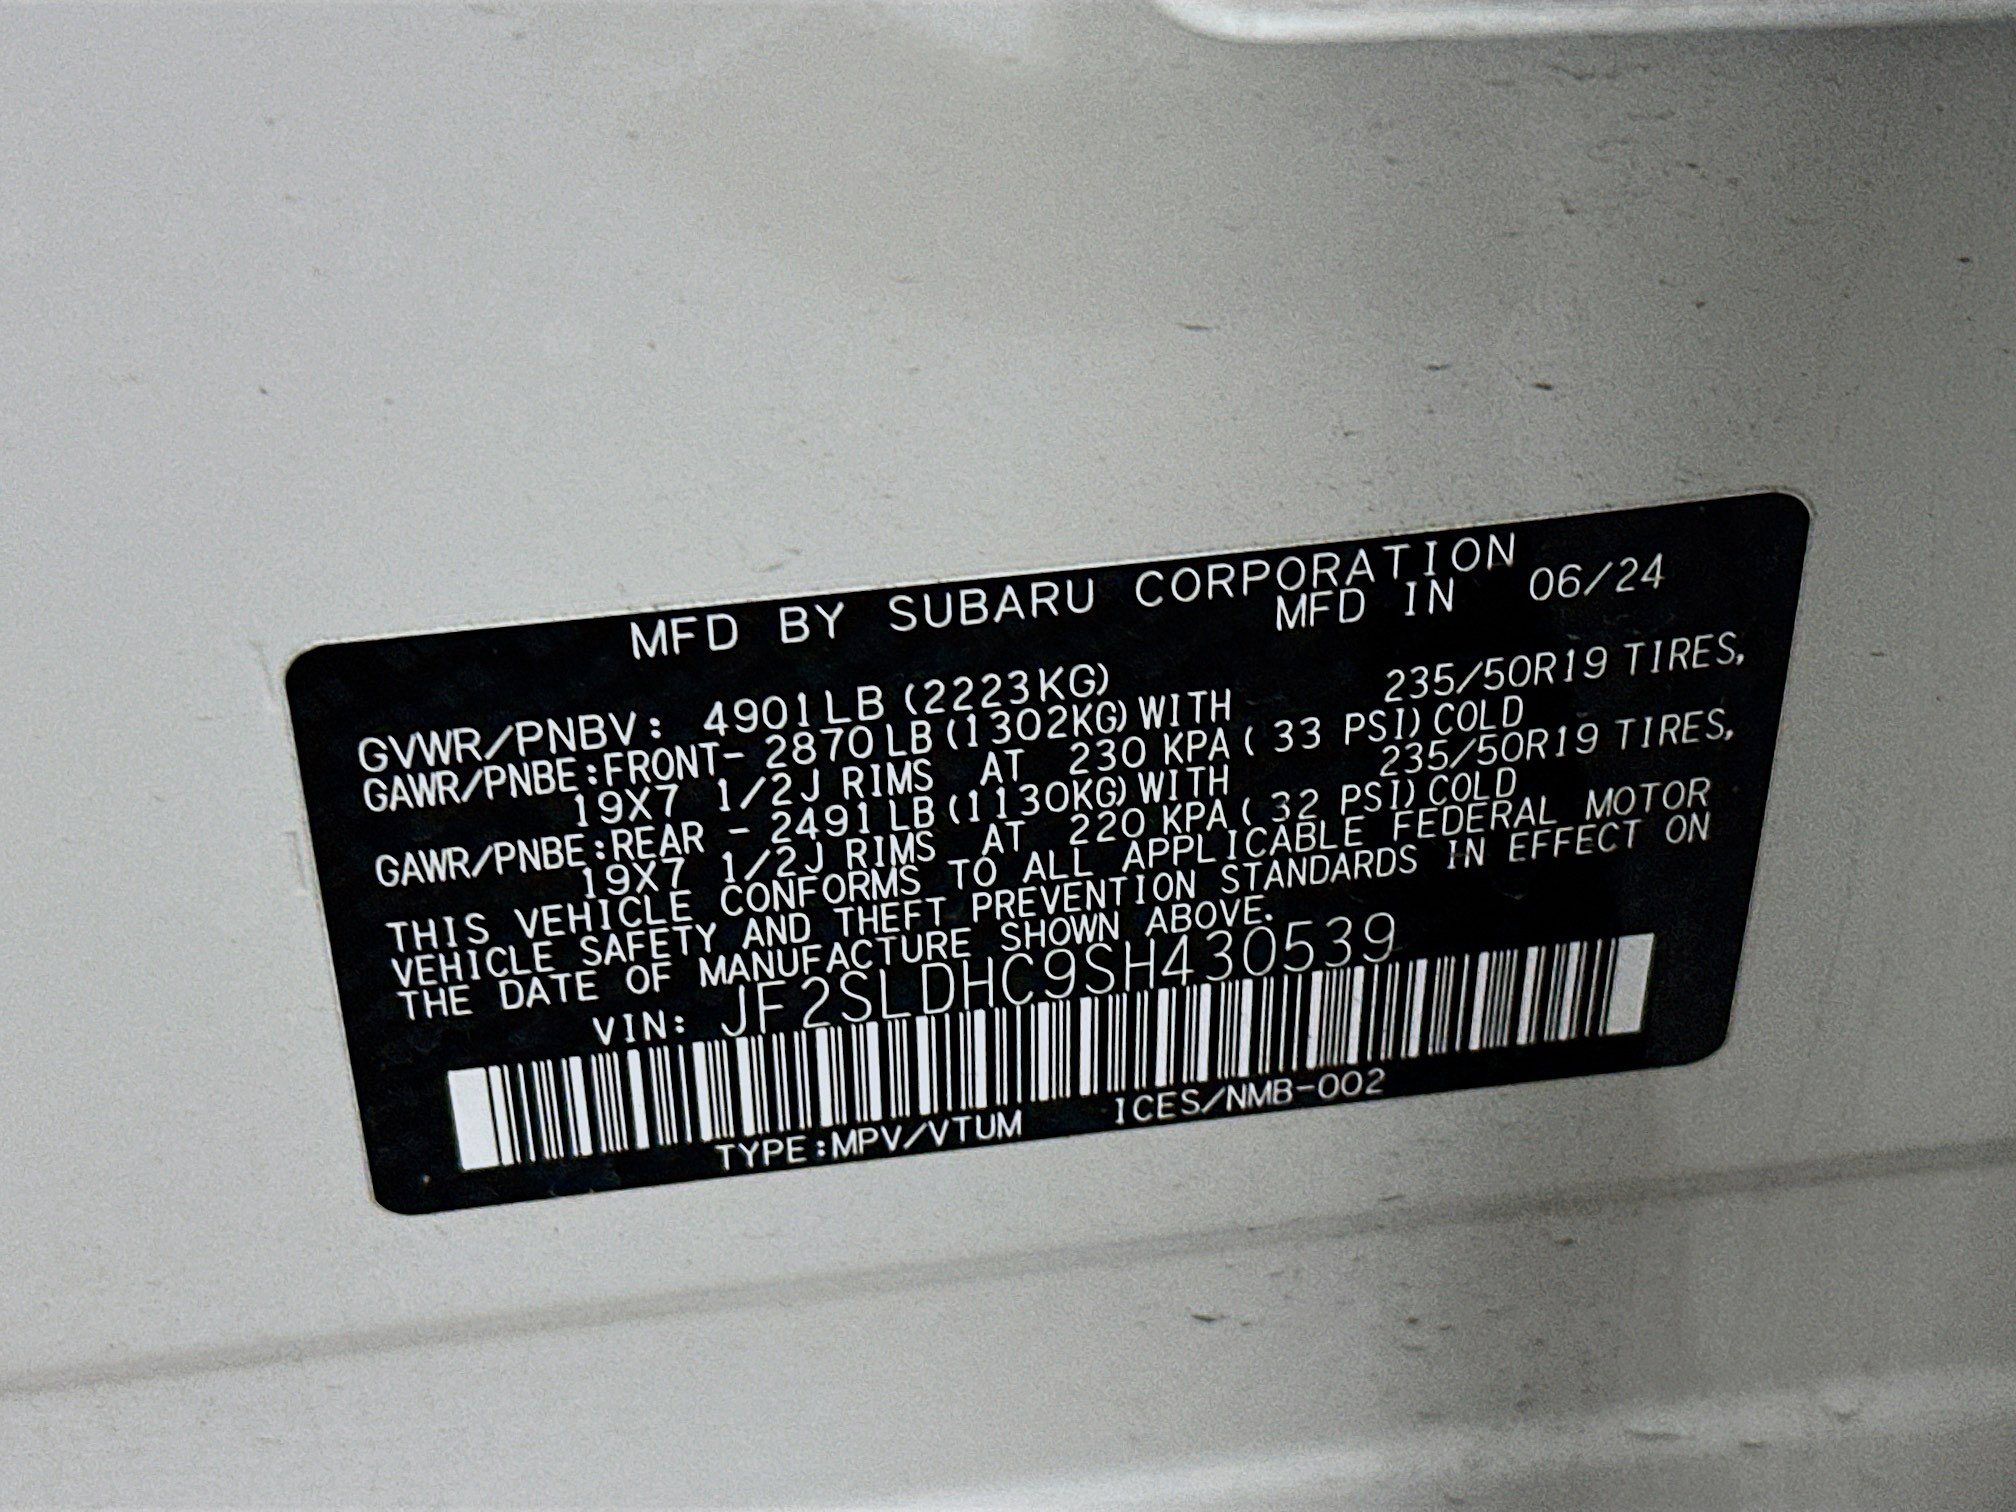 MFD BY SUBARU CORPORATION
MFD IN 06/24
GVWR/PNBV: 4901LB (2223KG)
GAWR/PNBE:FRONT- 2870LB (1302KG) WITH 235/50R19 TIRES,
19X7 1/2J RIMS AT 230 KPA ( 33 PSI) COLD
GAWR/PNBE:REAR - 2491LB (1130KG) WITH 235/50R19 TIRES,
19X7 1/2J RIMS AT 220 KPA ( 32 PSI) COLD
THIS VEHICLE CONFORMS TO ALL APPLICABLE FEDERAL MOTOR
VEHICLE SAFETY AND THEFT PREVENTION STANDARDS IN EFFECT ON
THE DATE OF MANUFACTURE SHOWN ABOVE.
VIN: JF2SLDHC9SH430539
TYPE:MPV/VTUM ICES/NMB-002